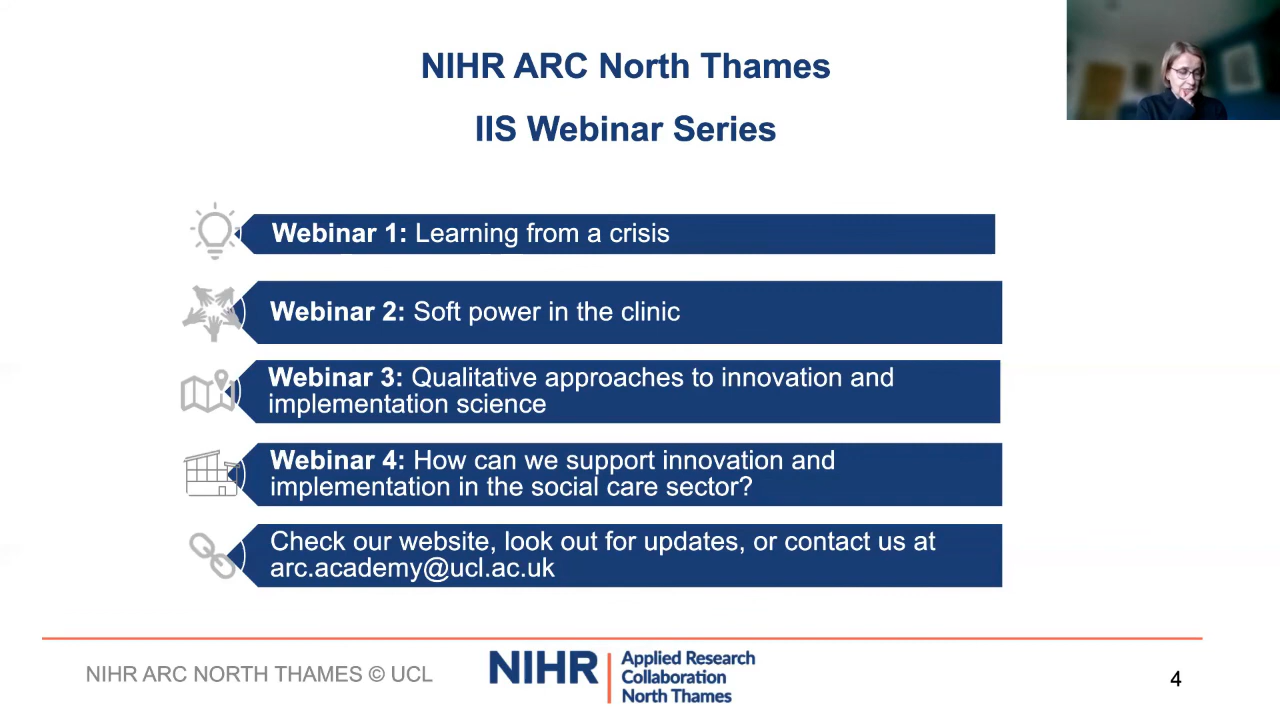 NIHR ARC North Thames
IIS Webinar Series
Webinar 1: Learning from a crisis
Webinar 2: Soft power in the clinic
Webinar 3: Qualitative approaches to innovation and
implementation science
Webinar 4: How can we support innovation and
implementation in the social care sector?
Check our website, look out for updates, or contact us at
arc.academy@ucl.ac.uk
NIHR ARC NORTH THAMES © UCL
NIHR
Applied Research
Collaboration
North Thames
4